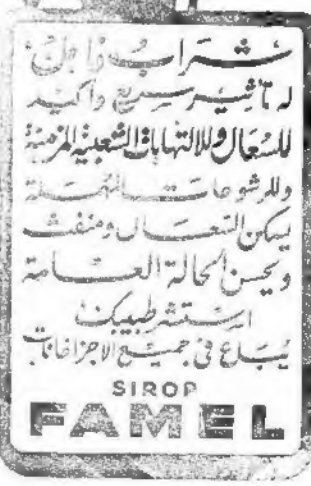 شراب فامل
له تأثير سريع وأكيد
للسعال وللالتهابات الشعبية المزمنة
وللرشوحات المهملة
يسكن السعال ومنفث
ويحسن الحالة العامة
استشر طبيبك
يباع في جميع الاجزاخانات
SIROP
FAMEL